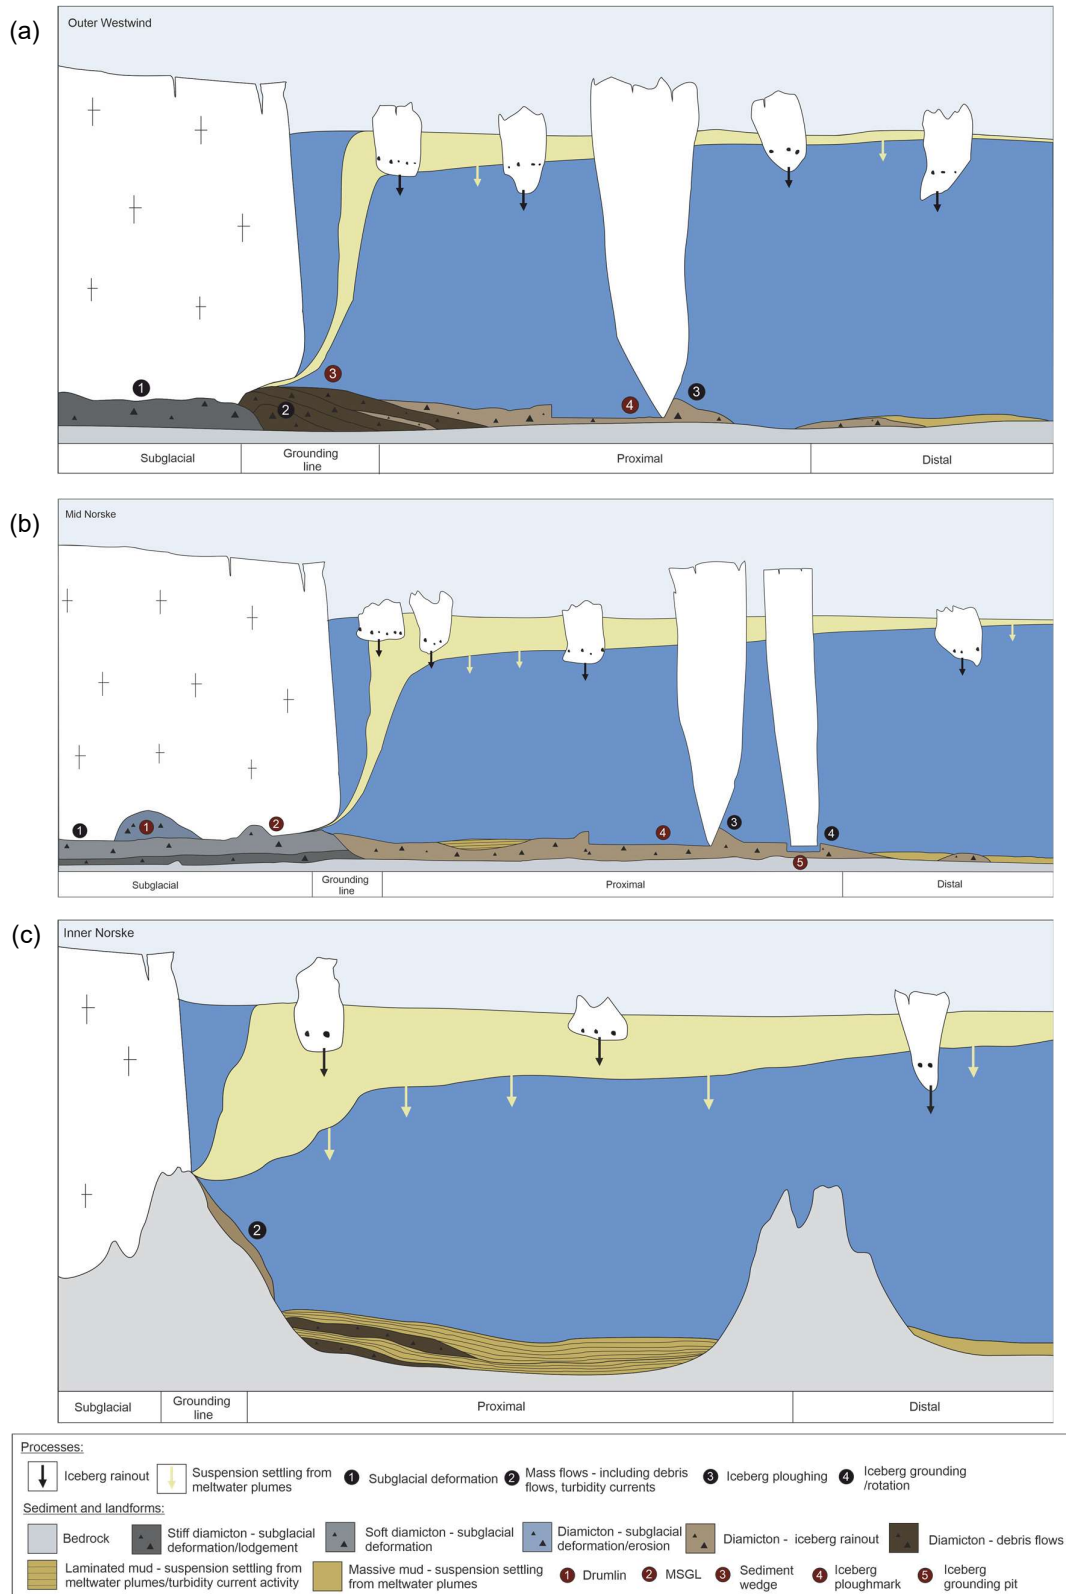 (a)
Outer Westwind
1
2
3
4
3
Subglacial
Grounding
line
Proximal
Distal
(b)
Mid Norske
1
1
2
4
3
4
5
Subglacial
Grounding
line
Proximal
Distal
(c)
Inner Norske
2
Subglacial
Grounding
line
Proximal
Distal
Processes:
Iceberg rainout
Suspension settling from
meltwater plumes
1 Subglacial deformation
2 Mass flows - including debris
flows, turbidity currents
3 Iceberg ploughing
4 Iceberg grounding
/rotation
Sediment and landforms:
Bedrock
Stiff diamicton - subglacial
deformation/lodgement
Soft diamicton - subglacial
deformation
Diamicton - subglacial
deformation/erosion
Diamicton - iceberg rainout
Diamicton - debris flows
Laminated mud - suspension settling from
meltwater plumes/turbidity current activity
Massive mud - suspension settling
from meltwater plumes
1 Drumlin
2 MSGL
3 Sediment
wedge
4 Iceberg
ploughmark
5 Iceberg
grounding pit